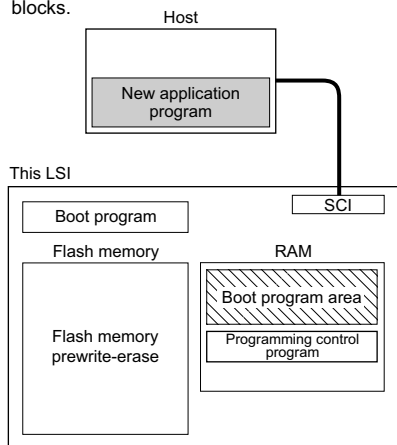 blocks.
Host
New application
program
This LSI
SCI
Boot program
Flash memory
RAM
Boot program area
Flash memory
prewrite-erase
Programming control
program